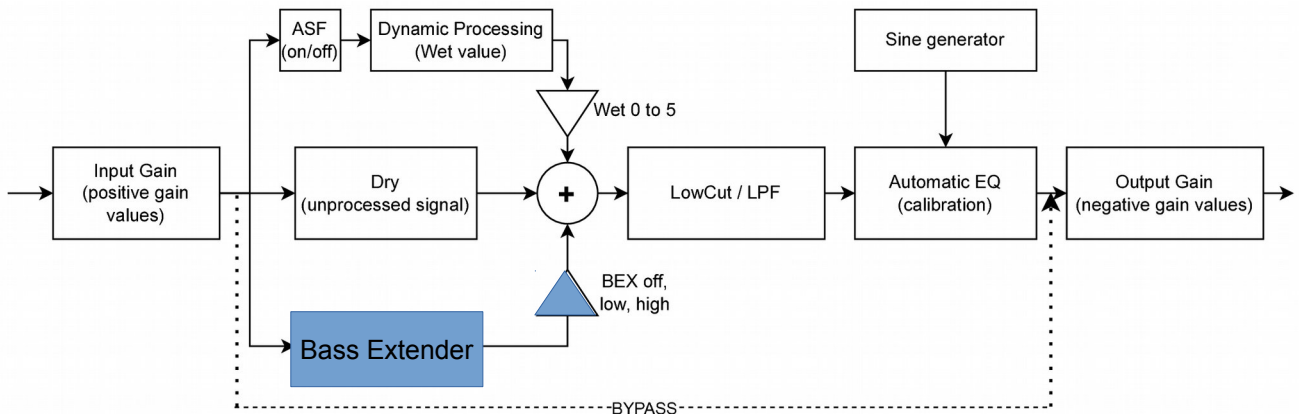 ASF
(on/off)
Dynamic Processing
(Wet value)
Sine generator
Wet 0 to 5
Input Gain
(positive gain
values)
Dry
(unprocessed signal)
+
LowCut / LPF
Automatic EQ
(calibration)
Output Gain
(negative gain values)
BEX off,
low, high
Bass Extender
BYPASS